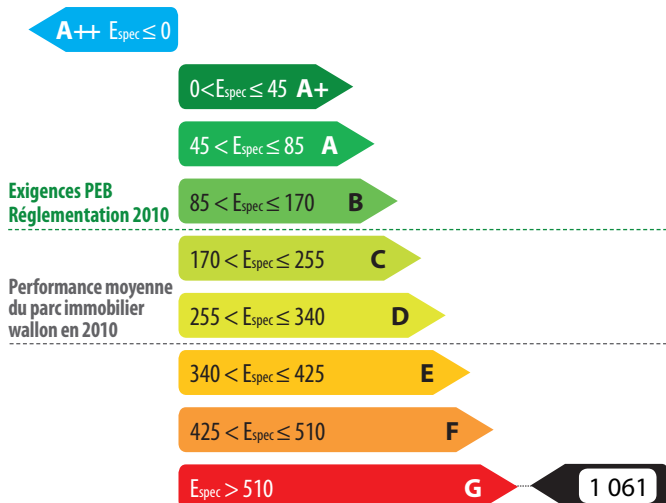 A++ Espec ≤ 0
0 < Espec ≤ 45 A+
45 < Espec ≤ 85 A
Exigences PEB
Réglementation 2010
85 < Espec ≤ 170 B
170 < Espec ≤ 255 C
Performance moyenne
du parc immobilier
wallon en 2010
255 < Espec ≤ 340 D
340 < Espec ≤ 425 E
425 < Espec ≤ 510 F
Espec > 510 G 1 061